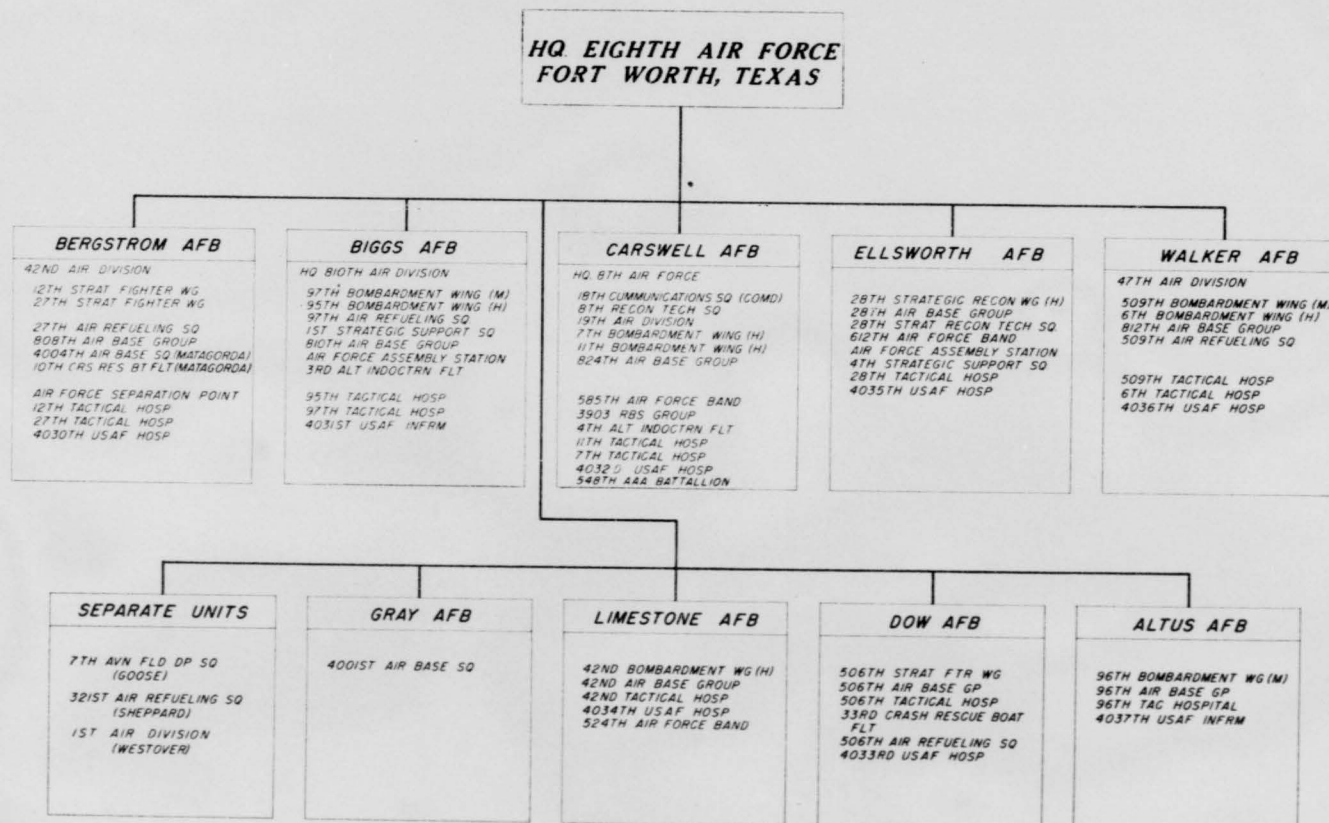 HQ. EIGHTH AIR FORCE
FORT WORTH, TEXAS
BERGSTROM AFB
42ND AIR DIVISION
12TH STRAT FIGHTER WG
27TH STRAT FIGHTER WG
27TH AIR REFUELING SQ
808TH AIR BASE GROUP
4004TH AIR BASE SQ (MATAGORDA)
10TH CRS RES BT FLT (MATAGORDA)
AIR FORCE SEPARATION POINT
12TH TACTICAL HOSP
27TH TACTICAL HOSP
4030TH USAF HOSP
BIGGS AFB
HQ 810TH AIR DIVISION
97TH BOMBARDMENT WING (M)
95TH BOMBARDMENT WING (H)
97TH AIR REFUELING SQ
1ST STRATEGIC SUPPORT SQ
810TH AIR BASE GROUP
AIR FORCE ASSEMBLY STATION
3RD ALT INDOCTRN FLT
95TH TACTICAL HOSP
97TH TACTICAL HOSP
4031ST USAF INFRM
CARSWELL AFB
HQ. 8TH AIR FORCE
18TH CUMMUNICATIONS SQ (COMD)
8TH RECON TECH SQ
19TH AIR DIVISION
7TH BOMBARDMENT WING (H)
11TH BOMBARDMENT WING (H)
824TH AIR BASE GROUP
585TH AIR FORCE BAND
3903 RBS GROUP
4TH ALT INDOCTRN FLT
11TH TACTICAL HOSP
7TH TACTICAL HOSP
4032D USAF HOSP
548TH AAA BATTALLION
ELLSWORTH AFB
28TH STRATEGIC RECON WG (H)
28TH AIR BASE GROUP
28TH STRAT RECON TECH SQ
612TH AIR FORCE BAND
AIR FORCE ASSEMBLY STATION
4TH STRATEGIC SUPPORT SQ
28TH TACTICAL HOSP
4035TH USAF HOSP
WALKER AFB
47TH AIR DIVISION
509TH BOMBARDMENT WING (M)
6TH BOMBARDMENT WING (H)
812TH AIR BASE GROUP
509TH AIR REFUELING SQ
509TH TACTICAL HOSP
6TH TACTICAL HOSP
4036TH USAF HOSP
SEPARATE UNITS
7TH AVN FLD DP SQ
(GOOSE)
321ST AIR REFUELING SQ
(SHEPPARD)
1ST AIR DIVISION
(WESTOVER)
GRAY AFB
4001ST AIR BASE SQ
LIMESTONE AFB
42ND BOMBARDMENT WG (H)
42ND AIR BASE GROUP
42ND TACTICAL HOSP
4034TH USAF HOSP
524TH AIR FORCE BAND
DOW AFB
506TH STRAT FTR WG
506TH AIR BASE GP
506TH TACTICAL HOSP
33RD CRASH RESCUE BOAT
FLT
506TH AIR REFUELING SQ
4033RD USAF HOSP
ALTUS AFB
96TH BOMBARDMENT WG (M)
96TH AIR BASE GP
96TH TAC HOSPITAL
4037TH USAF INFRM